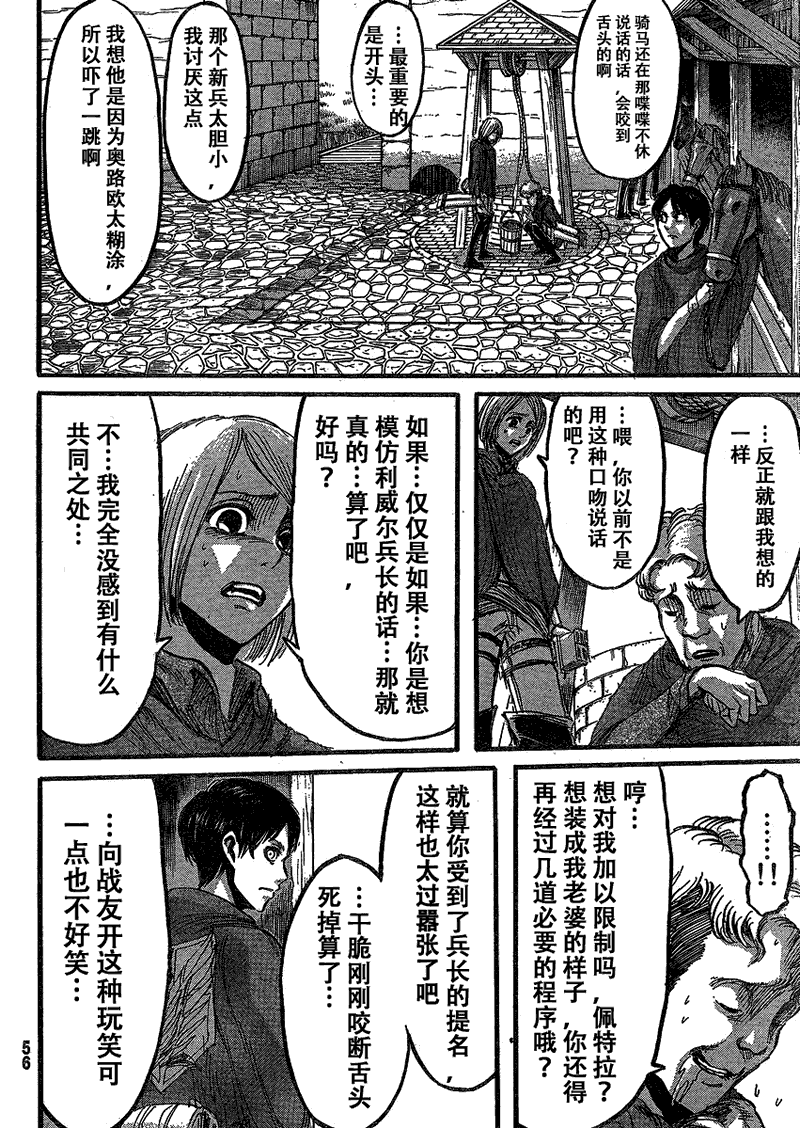 骑马还在那喋喋不休
说话的话，会咬到
舌头的啊
…最重要的
是开头…
那个新兵太胆小，
我讨厌这点
我想他是因为奥路欧太糊涂，
所以吓了一跳啊
…反正就跟我想的
一样
…喂，你以前不是
用这种口吻说话
的吧？
如果…仅仅是如果…你是想
模仿利威尔兵长的话…那就
真的…算了吧，
好吗？
不…我完全没感到有什么
共同之处…
…!!
哼…
想对我加以限制吗，佩特拉？
想装成我老婆的样子，你还得
再经过几道必要的程序哦？
就算你受到了兵长的提名，
这样也太过嚣张了吧
…干脆刚刚咬断舌头
死掉算了…
…向战友开这种玩笑可
一点也不好笑…
56